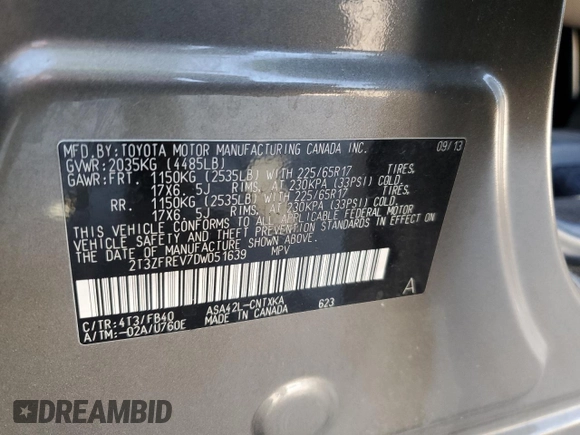 MFD. BY: TOYOTA MOTOR MANUFACTURING CANADA INC. 09/13
GVWR: 2035KG (4485LB)
GAWR: FRT. 1150KG (2535LB) WITH 225/65R17 TIRES.
17X6. 5J RIMS. AT 230KPA (33PSI) COLD.
RR. 1150KG (2535LB) WITH 225/65R17 TIRES.
17X6. 5J RIMS. AT 230KPA (33PSI) COLD.
THIS VEHICLE CONFORMS TO ALL APPLICABLE FEDERAL MOTOR
VEHICLE SAFETY STANDARDS IN EFFECT ON
THE DATE OF MANUFACTURE SHOWN ABOVE.
2T3ZFREV7DW051639 MPV
C/TR: 4T3/FB40 ASA42L-CNTXKA 623 A
A/TM: -02A/U760E MADE IN CANADA
DREAMBID
DREAMBID.COM